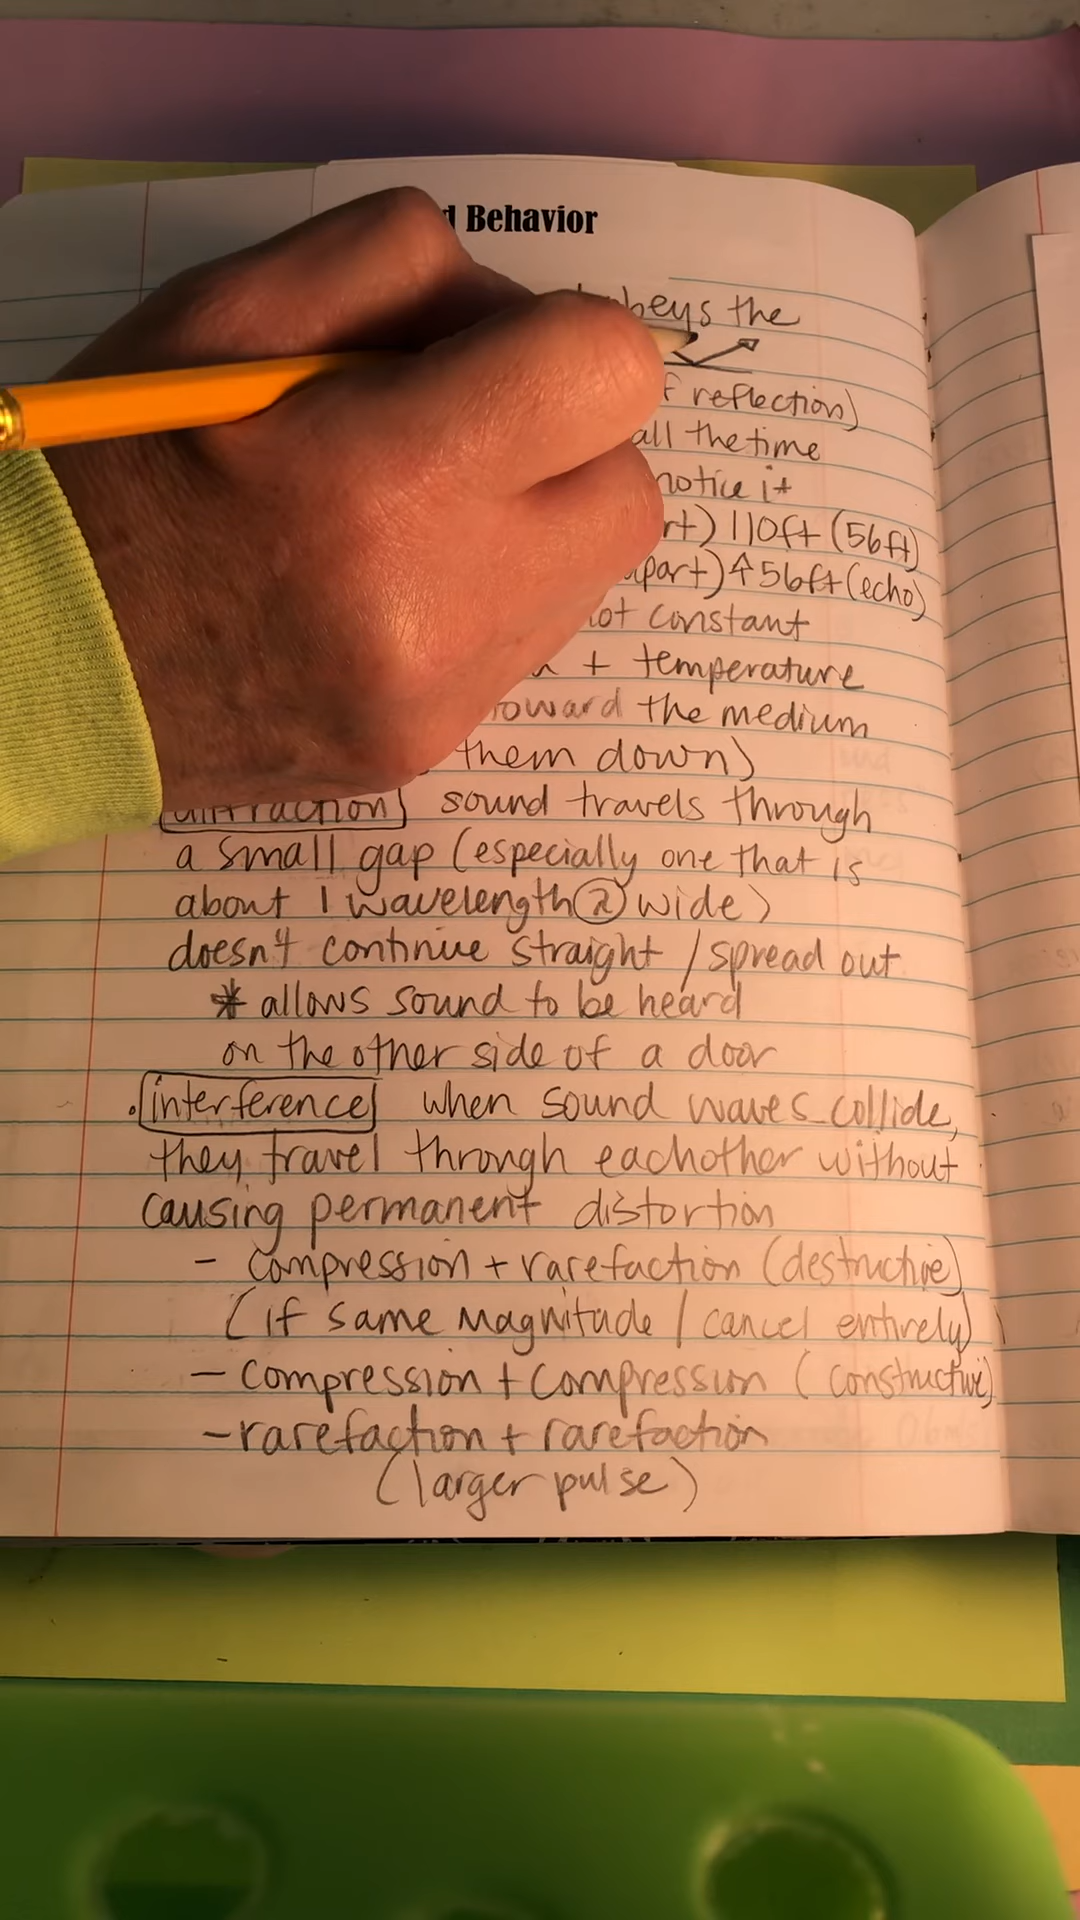 Behavior
obeys the
reflection)
all the time
notice it
110ft (56ft)
apart) ↑56ft (echo)
not constant
+ temperature
toward the medium
them down)
diffraction sound travels through
a small gap (especially one that is
about 1 wavelength (λ) wide)
doesn't continue straight / spread out
* allows sound to be heard
on the other side of a door
. interference when sound waves collide,
they travel through eachother without
causing permanent distortion
- compression + rarefaction (destructive)
(if same magnitude / cancel entirely)
- compression + compression (constructive)
- rarefaction + rarefaction
(larger pulse)